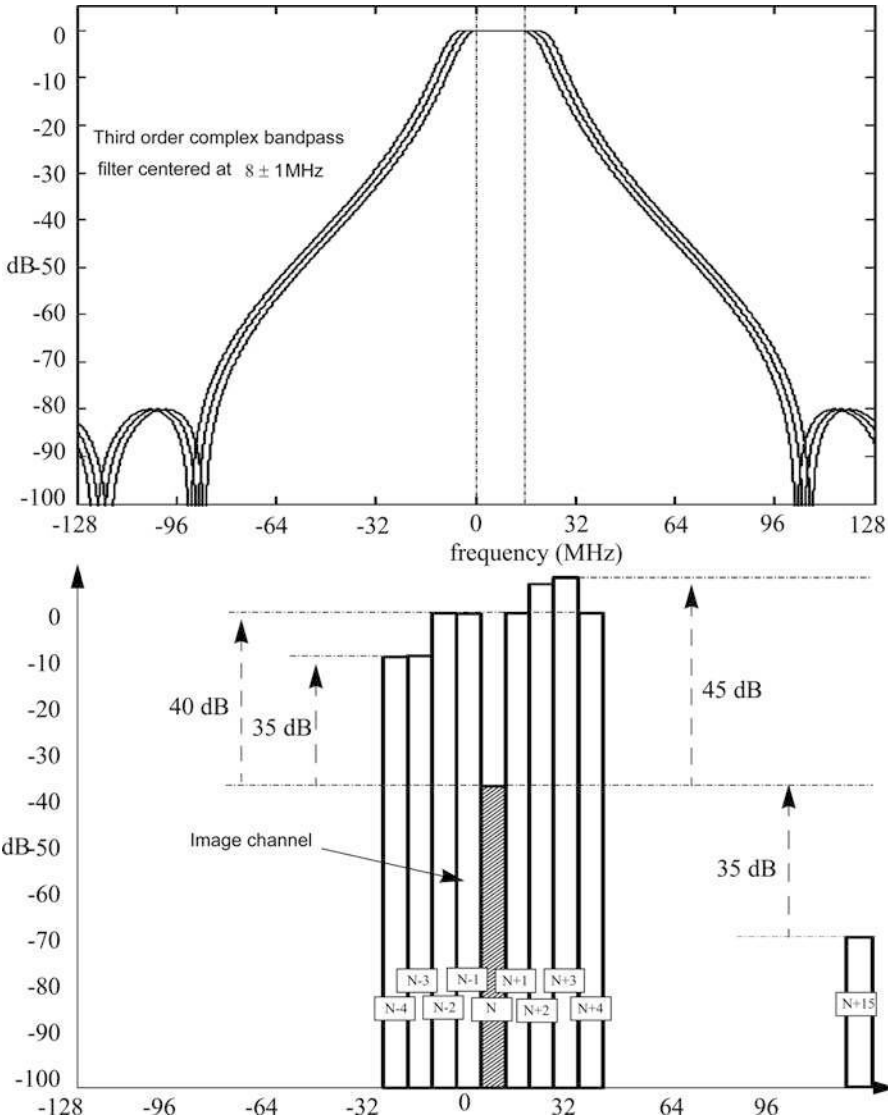 0
-10
-20
Third order complex bandpass
filter centered at 8 ± 1MHz
-30
-40
dB-50
-60
-70
-80
-90
-100
-128 -96 -64 -32 0 32 64 96 128
frequency (MHz)
0
-10
40 dB
35 dB
45 dB
-20
-30
-40
Image channel
dB-50
35 dB
-60
-70
-80
N-3 N-1 N+1 N+3
N-4 N-2 N N+2 N+4 N+15
-90
-100
-128 -96 -64 -32 0 32 64 96